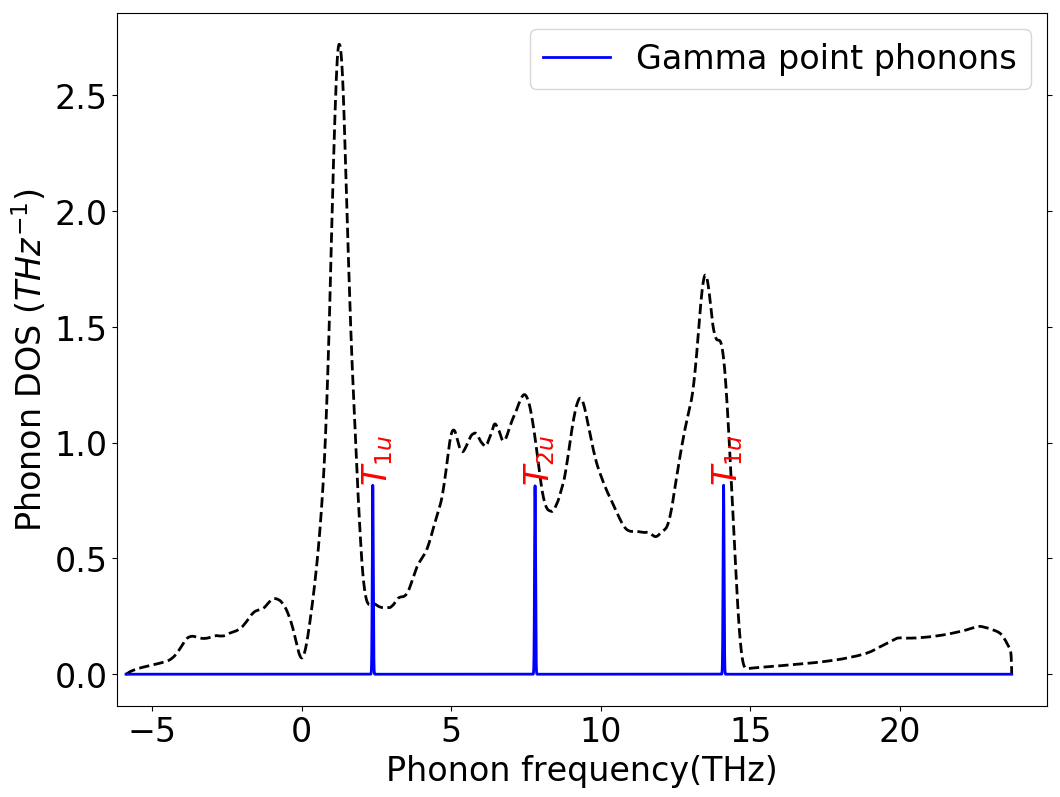 Gamma point phonons
Phonon DOS (THz⁻¹)
2.5
2.0
1.5
1.0
0.5
0.0
T₁ᵤ
T₂ᵤ
T₁ᵤ
−5
0
5
10
15
20
Phonon frequency(THz)